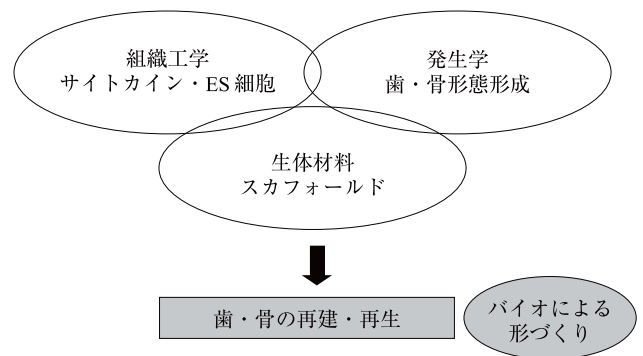 組織工学
サイトカイン・ES細胞
発生学
歯・骨形態形成
生体材料
スカフォールド
歯・骨の再建・再生
バイオによる
形づくり